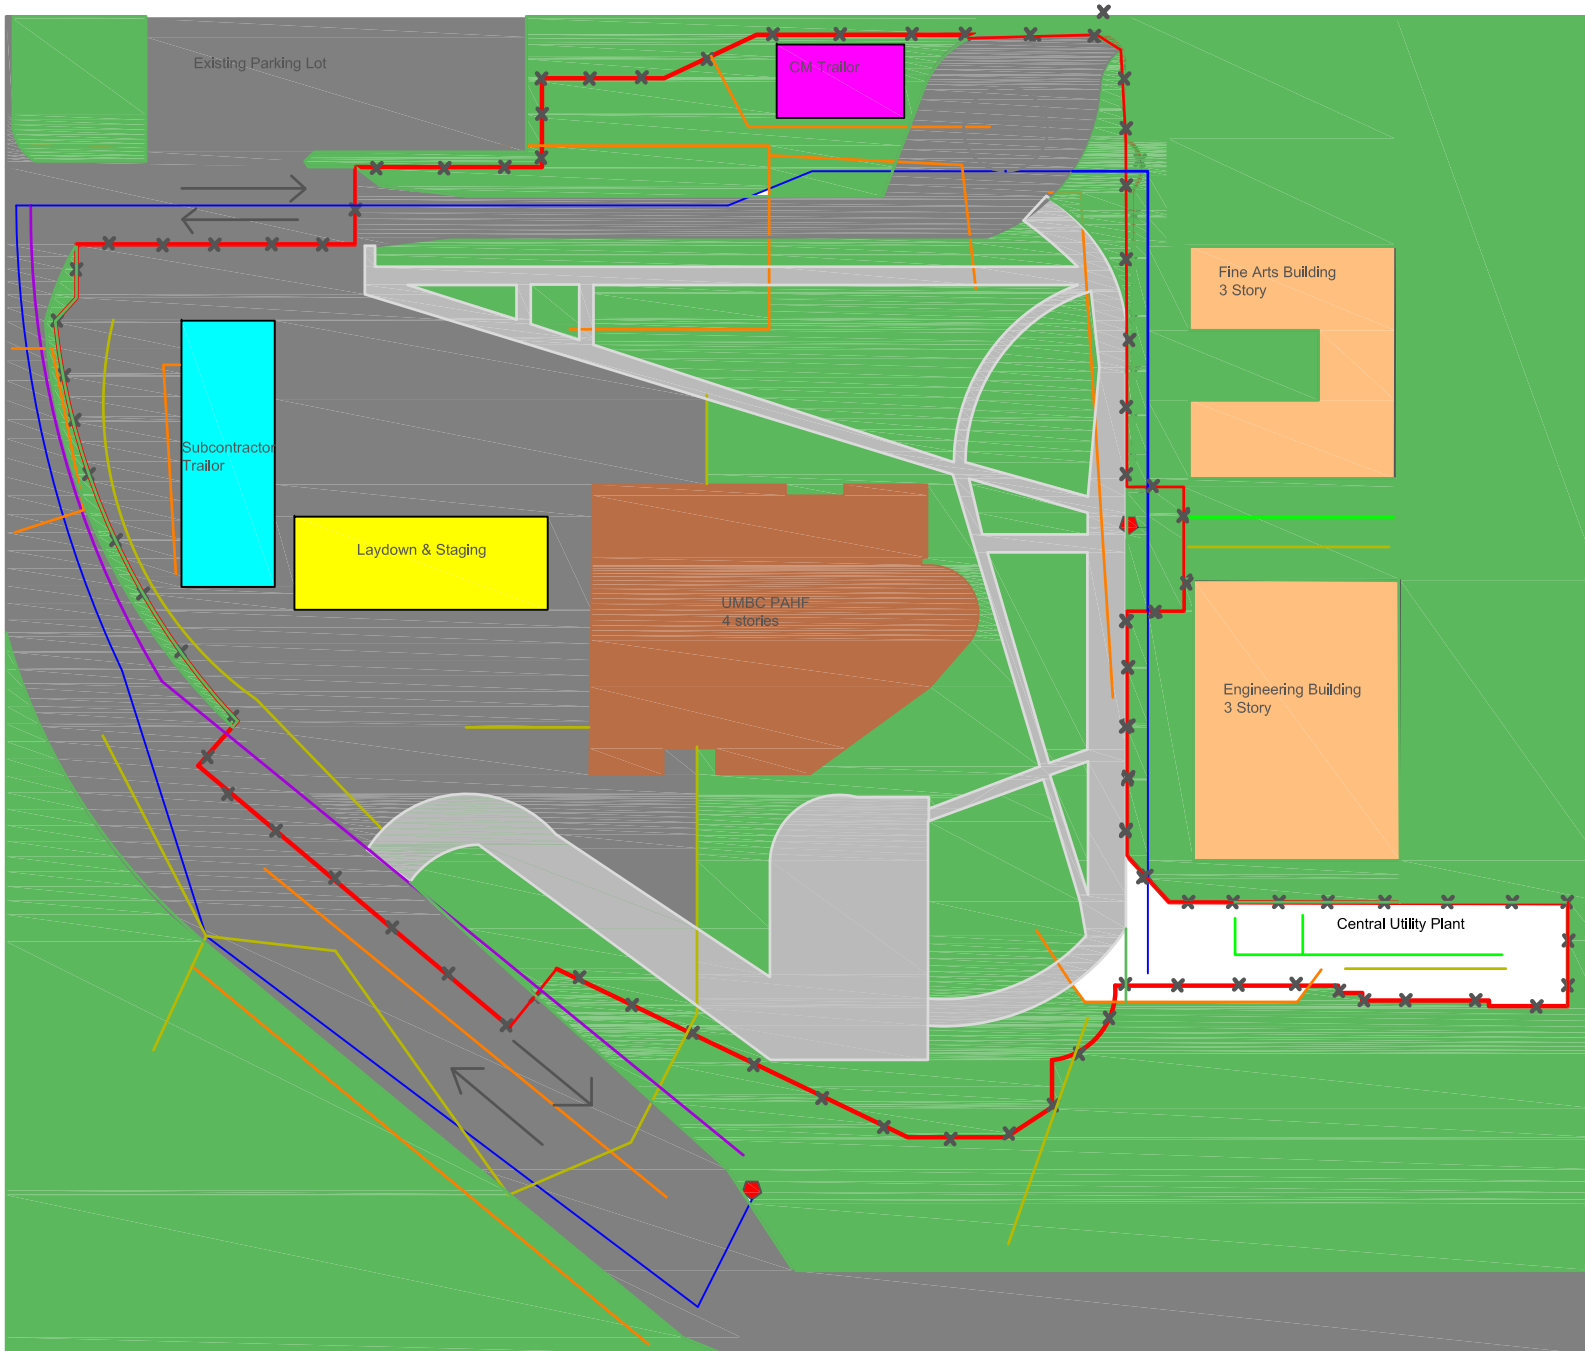 Existing Parking Lot
CM Trailor
Fine Arts Building
3 Story
Subcontractor
Trailor
Laydown & Staging
UMBC PAHF
4 stories
Engineering Building
3 Story
Central Utility Plant